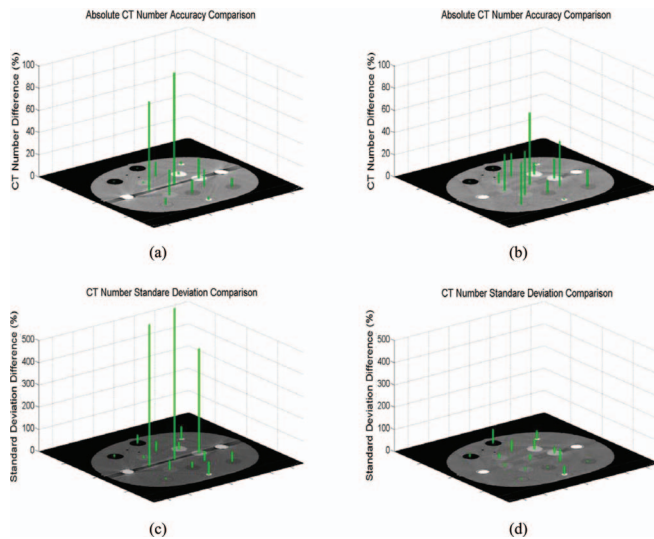 Absolute CT Number Accuracy Comparison
CT Number Difference (%)
100
80
60
40
20
0
(a)
Absolute CT Number Accuracy Comparison
CT Number Difference (%)
100
80
60
40
20
0
(b)
CT Number Standare Deviation Comparison
Standard Deviation Difference (%)
500
400
300
200
100
0
(c)
CT Number Standare Deviation Comparison
Standard Deviation Difference (%)
500
400
300
200
100
0
(d)